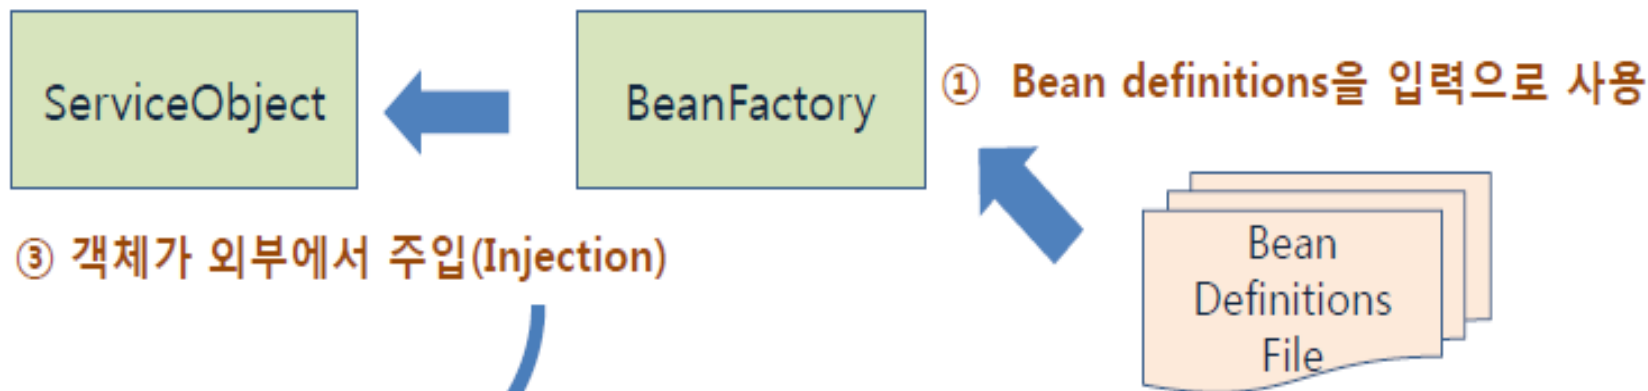 ServiceObject
BeanFactory
① Bean definitions을 입력으로 사용
③ 객체가 외부에서 주입(Injection)
Bean
Definitions
File